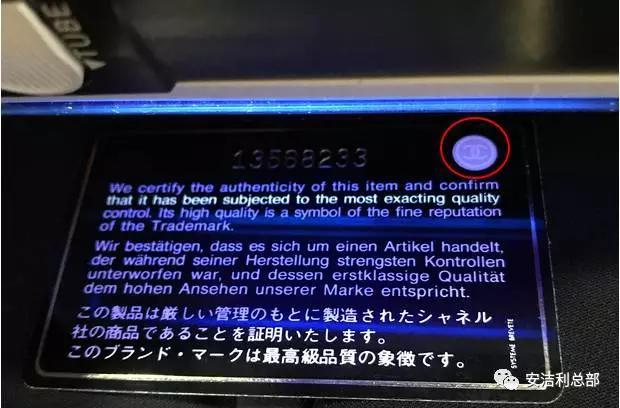 TUBE
13588233
We certify the authenticity of this item and confirm
that it has been subjected to the most exacting quality
control. Its high quality is a symbol of the fine reputation
of the Trademark.
Wir bestätigen, dass es sich um einen Artikel handelt,
der während seiner Herstellung strengsten Kontrollen
unterworfen war, und dessen erstklassige Qualität
dem hohen Ansehen unserer Marke entspricht.
この製品は厳しい管理のもとに製造されたシャネル
社の商品であることを証明いたします。
このブランド・マークは最高級品質の象徴です。
SYSTEME BREVETE
安洁利总部